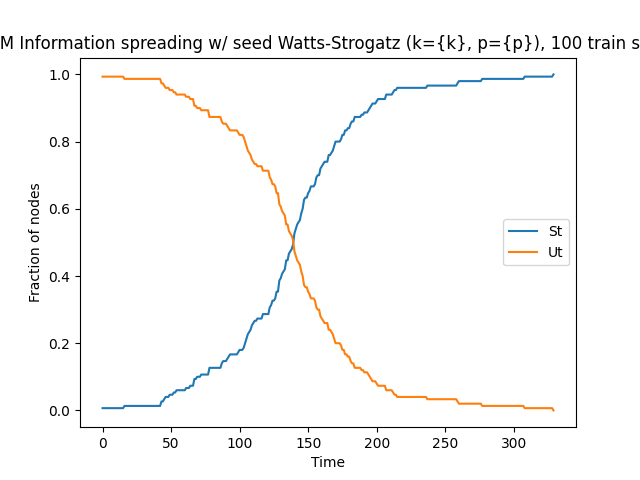 M Information spreading w/ seed Watts-Strogatz (k={k}, p={p}), 100 train s
1.0
0.8
0.6
0.4
0.2
0.0
Fraction of nodes
St
Ut
0 50 100 150 200 250 300
Time